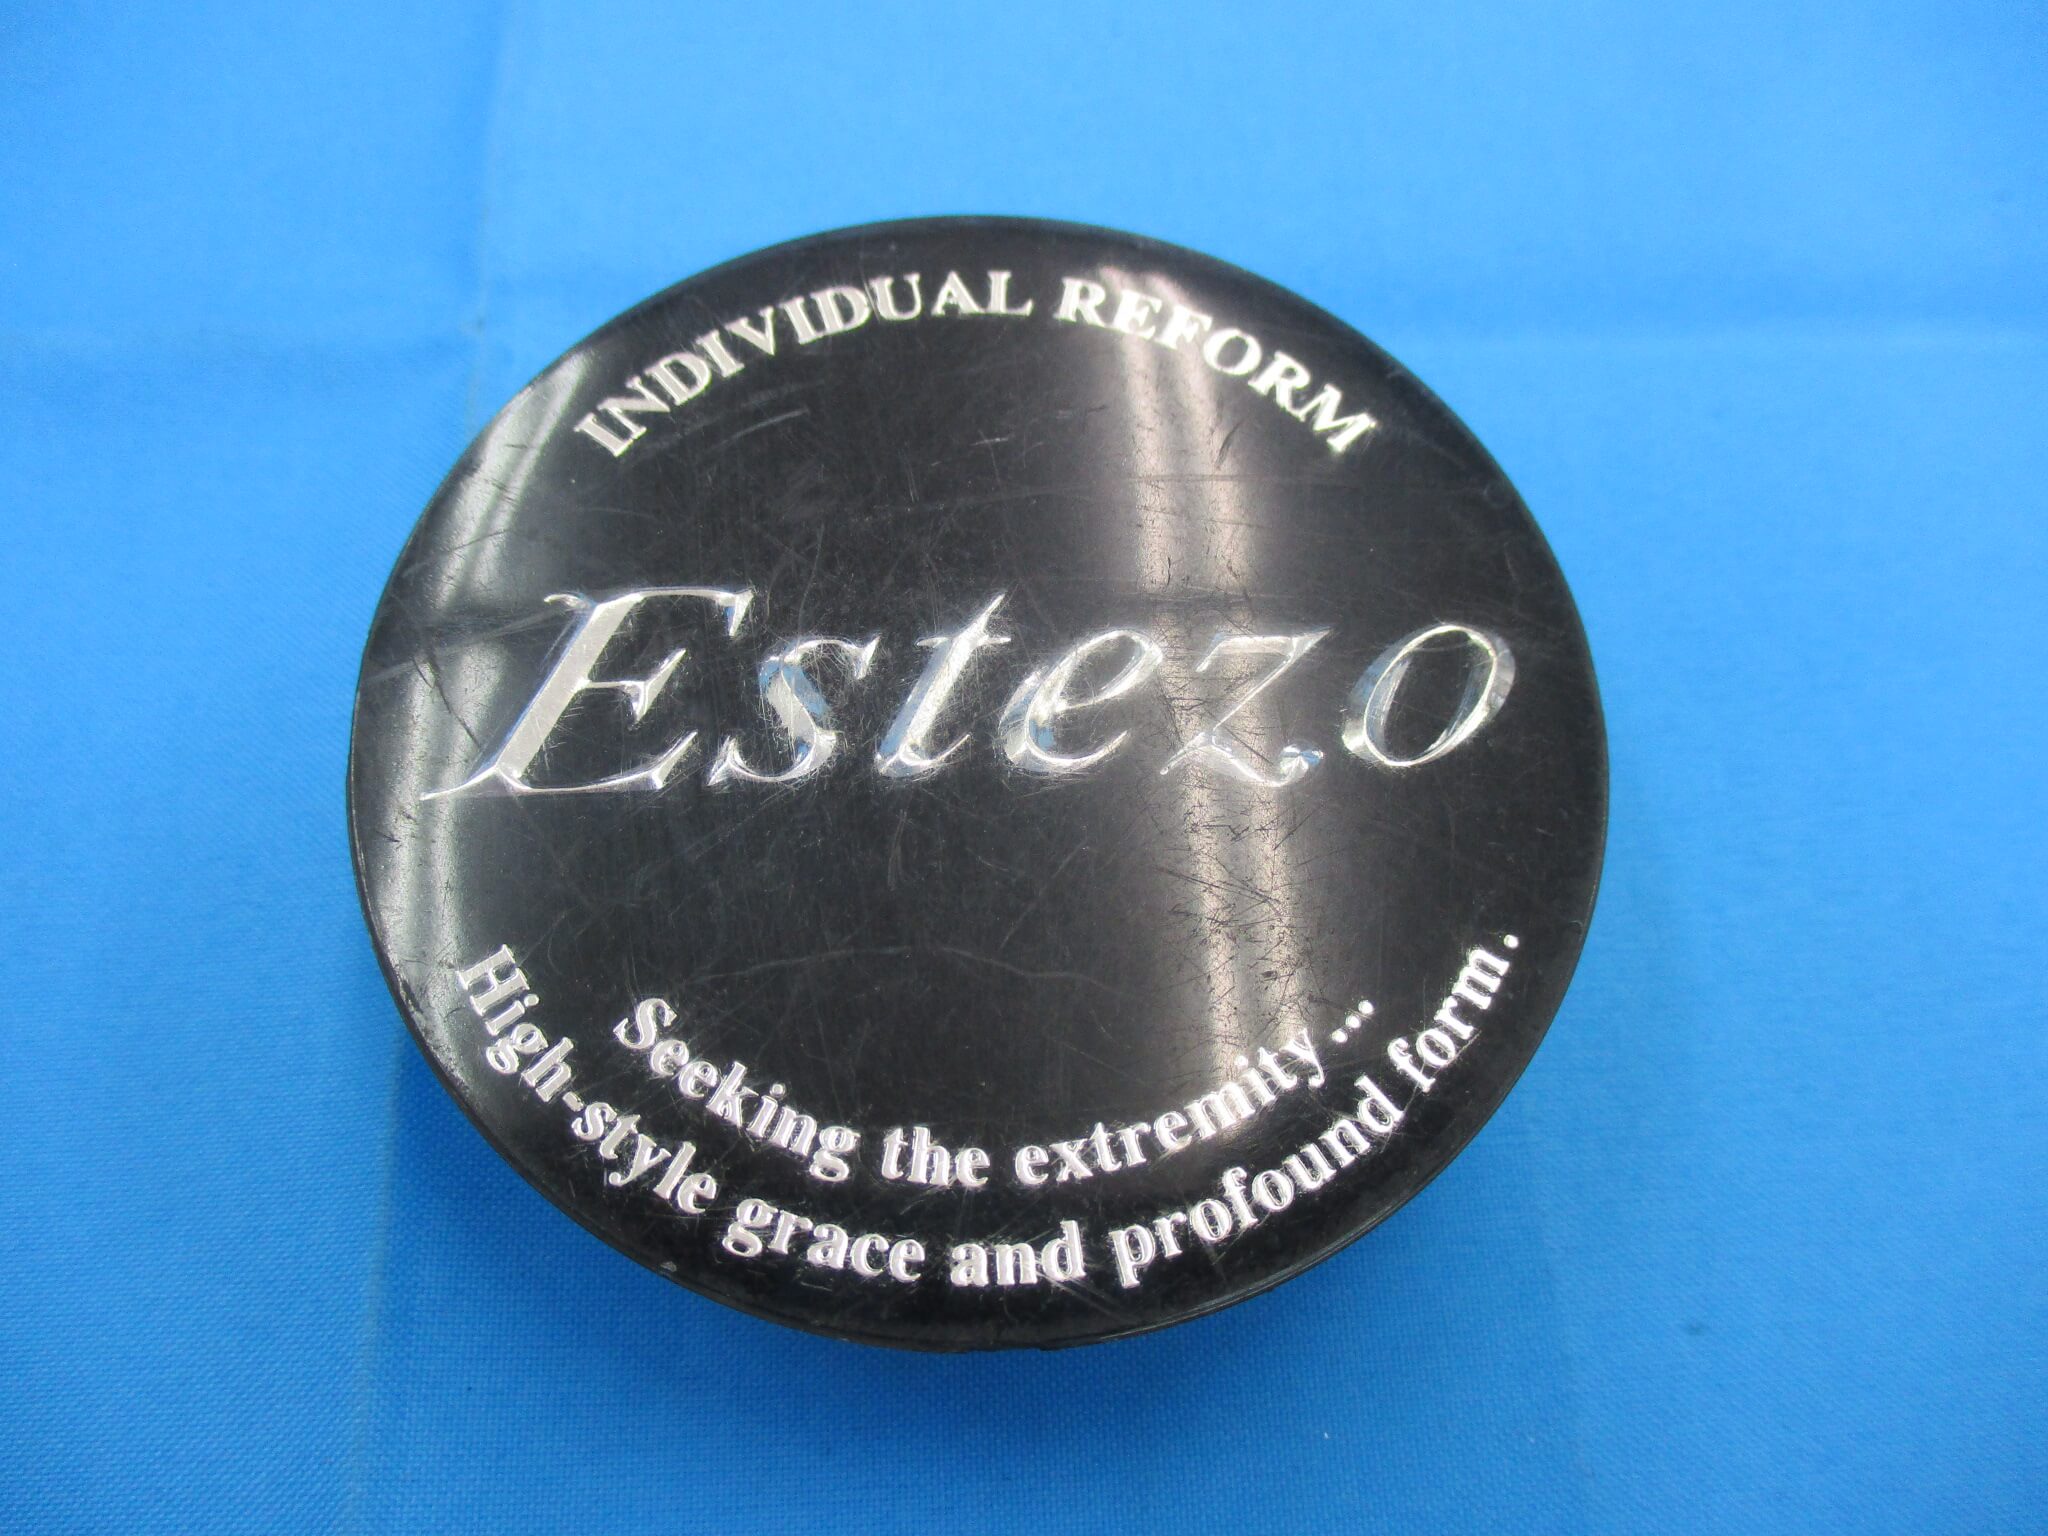 INDIVIDUAL REFORM
Estezo
Seeking the extremity...
High-style grace and profound form.